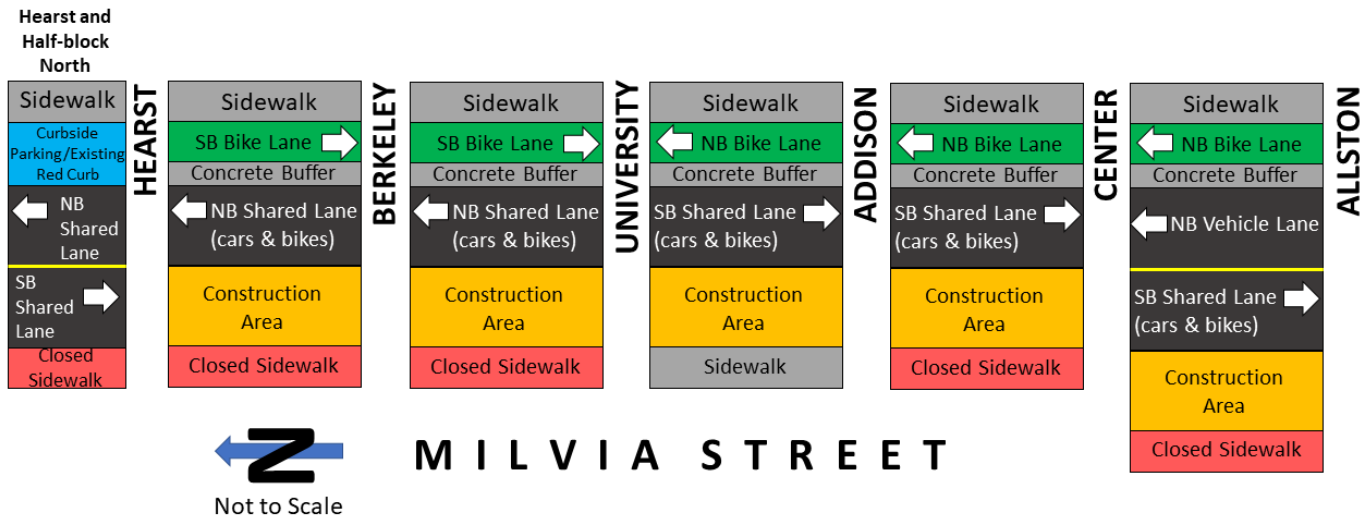 Hearst and
Half-block
North
Sidewalk
Curbside
Parking/Existing
Red Curb
NB
Shared
Lane
SB
Shared
Lane
Closed
Sidewalk
HEARST
Sidewalk
SB Bike Lane
Concrete Buffer
NB Shared Lane
(cars & bikes)
Construction
Area
Closed Sidewalk
BERKELEY
Sidewalk
SB Bike Lane
Concrete Buffer
NB Shared Lane
(cars & bikes)
Construction
Area
Closed Sidewalk
UNIVERSITY
Sidewalk
NB Bike Lane
Concrete Buffer
SB Shared Lane
(cars & bikes)
Construction
Area
Sidewalk
ADDISON
Sidewalk
NB Bike Lane
Concrete Buffer
SB Shared Lane
(cars & bikes)
Construction
Area
Closed Sidewalk
CENTER
Sidewalk
NB Bike Lane
Concrete Buffer
NB Vehicle Lane
SB Shared Lane
(cars & bikes)
Construction
Area
Closed Sidewalk
ALLSTON
N
Not to Scale
MILVIA STREET